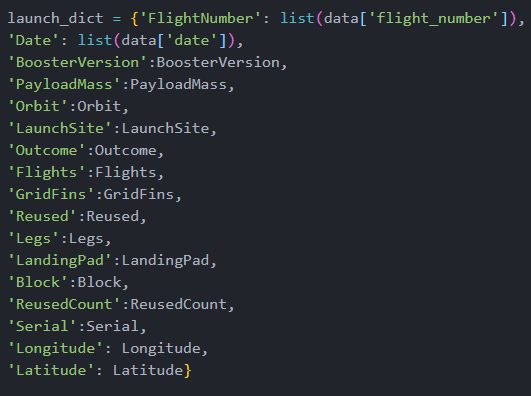 launch_dict = {'FlightNumber': list(data['flight_number']),
'Date': list(data['date']),
'BoosterVersion':BoosterVersion,
'PayloadMass':PayloadMass,
'Orbit':Orbit,
'LaunchSite':LaunchSite,
'Outcome':Outcome,
'Flights':Flights,
'GridFins':GridFins,
'Reused':Reused,
'Legs':Legs,
'LandingPad':LandingPad,
'Block':Block,
'ReusedCount':ReusedCount,
'Serial':Serial,
'Longitude': Longitude,
'Latitude': Latitude}